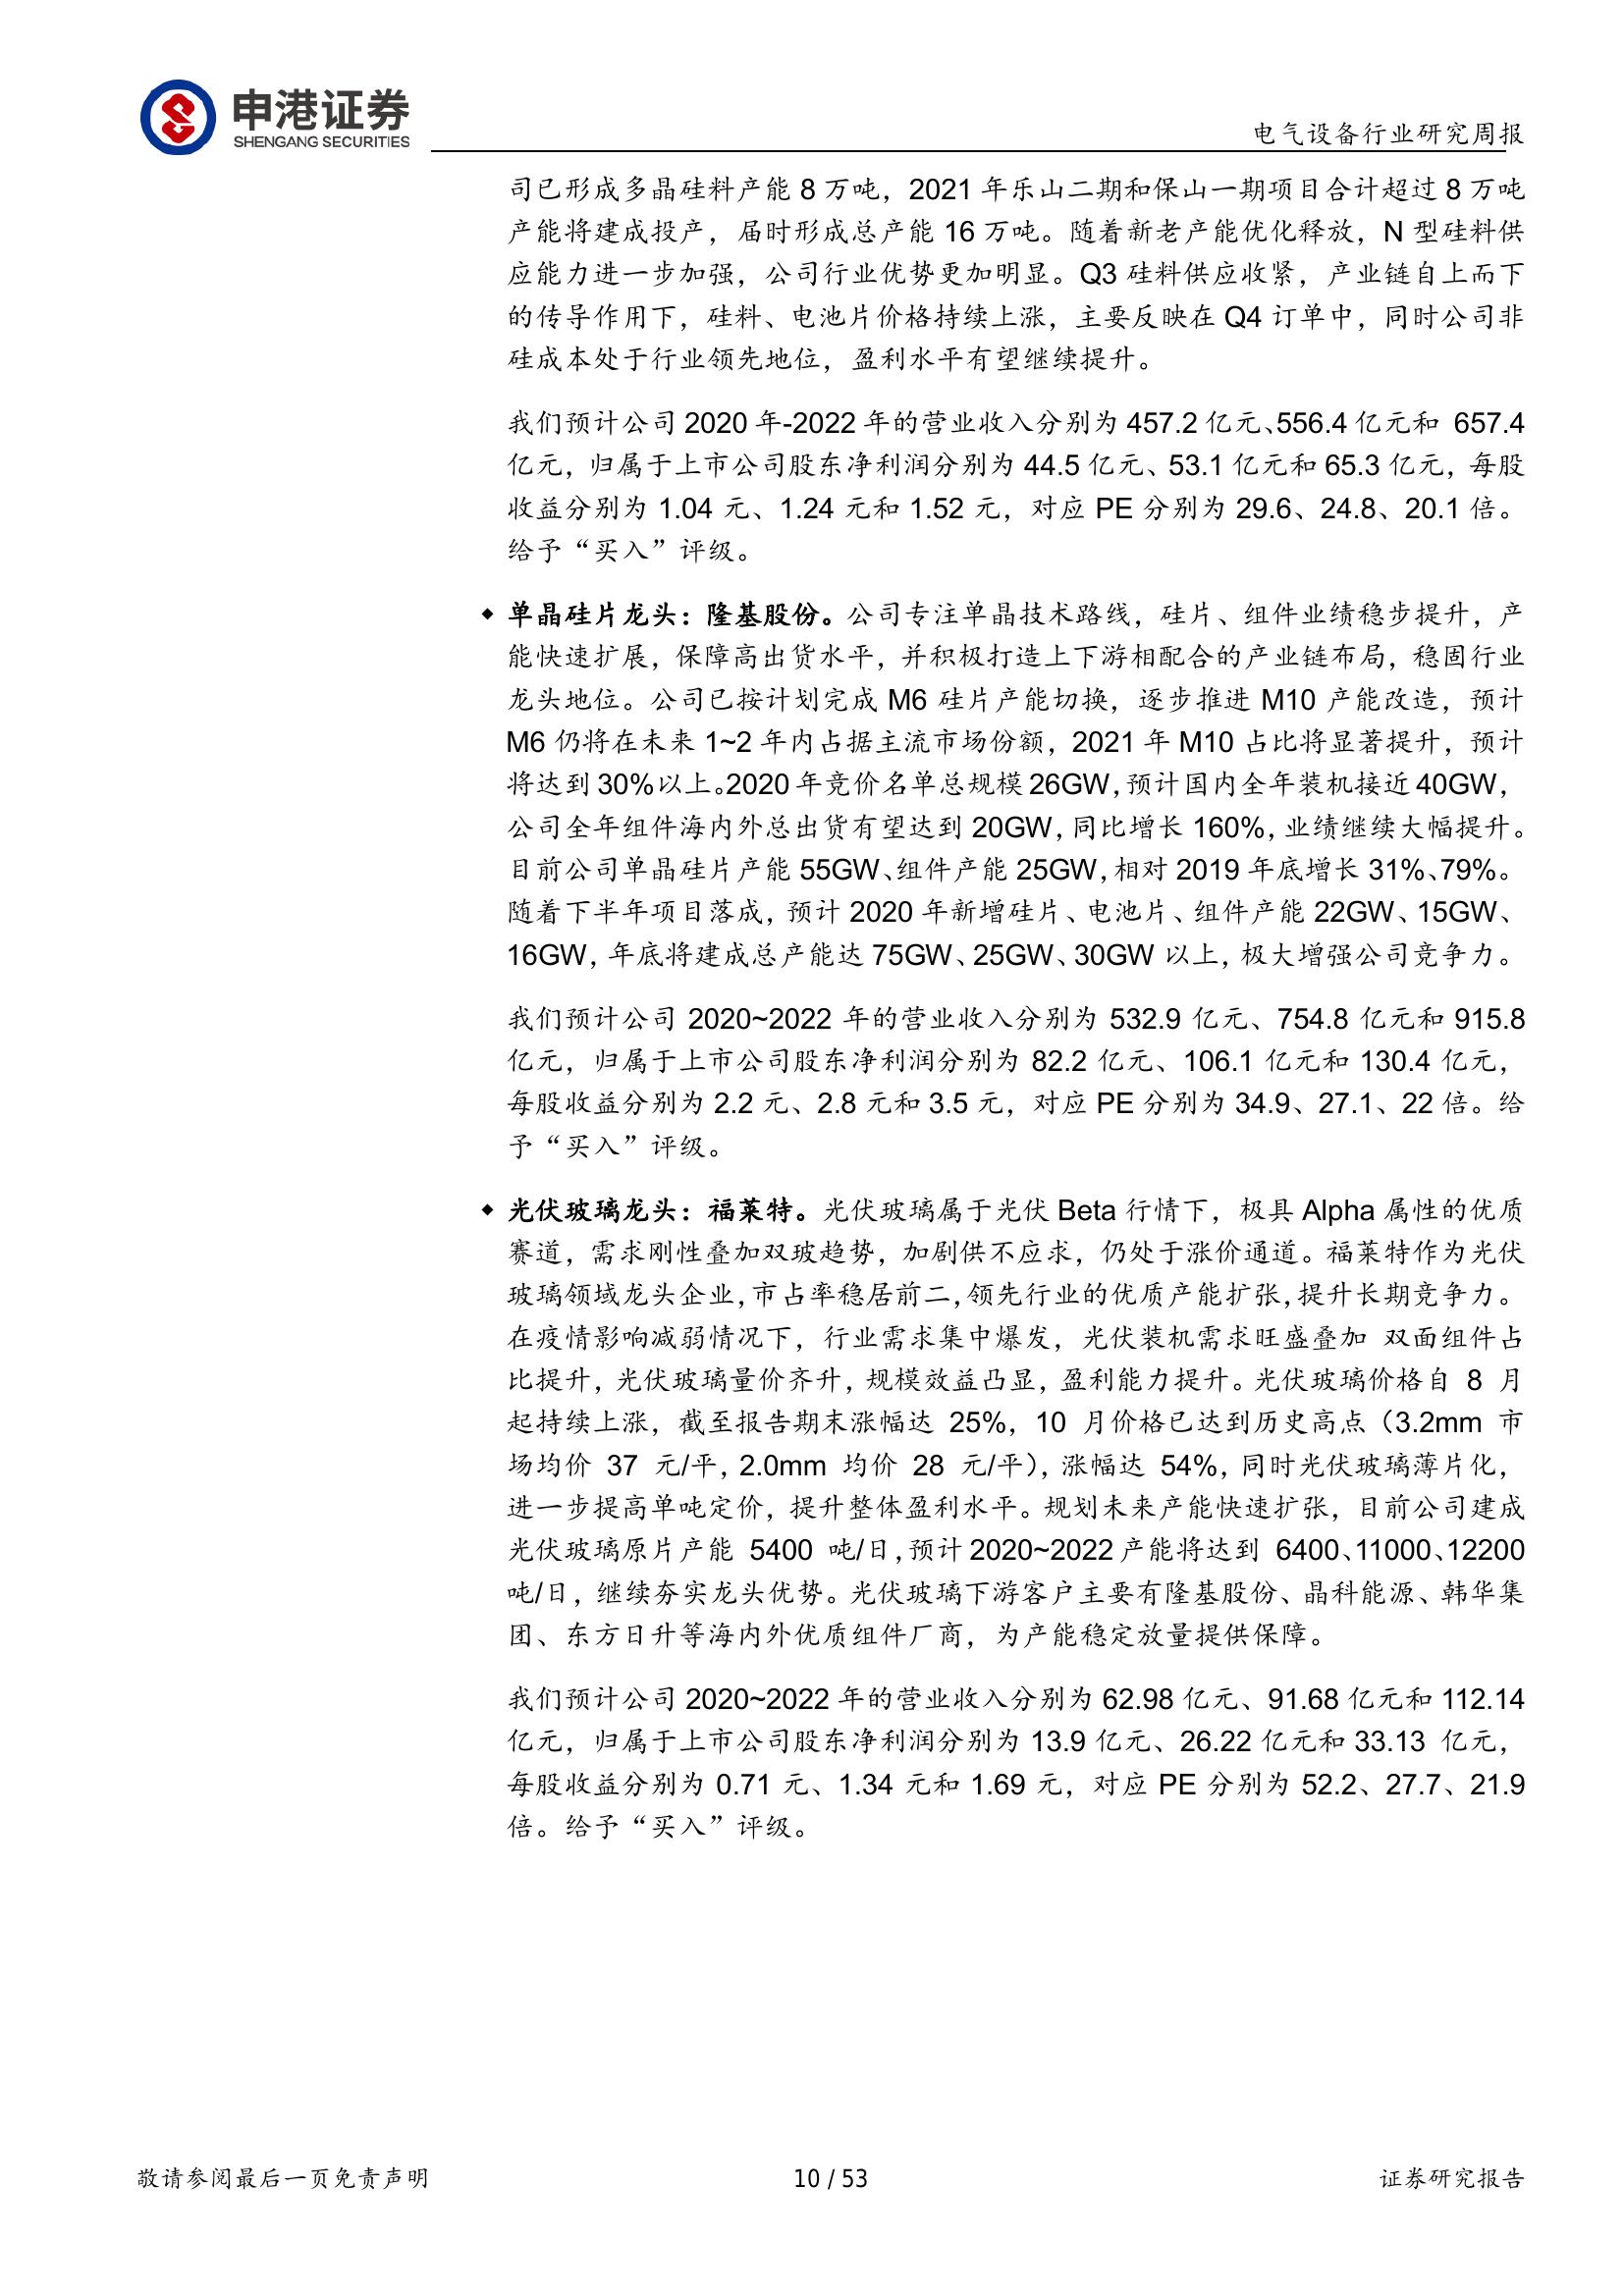 申港证券
SHENGANG SECURITIES
电气设备行业研究周报
司已形成多晶硅料产能 8 万吨，2021 年乐山二期和保山一期项目合计超过 8 万吨
产能将建成投产，届时形成总产能 16 万吨。随着新老产能优化释放，N 型硅料供
应能力进一步加强，公司行业优势更加明显。Q3 硅料供应收紧，产业链自上而下
的传导作用下，硅料、电池片价格持续上涨，主要反映在 Q4 订单中，同时公司非
硅成本处于行业领先地位，盈利水平有望继续提升。
我们预计公司 2020 年-2022 年的营业收入分别为 457.2 亿元、556.4 亿元和 657.4
亿元，归属于上市公司股东净利润分别为 44.5 亿元、53.1 亿元和 65.3 亿元，每股
收益分别为 1.04 元、1.24 元和 1.52 元，对应 PE 分别为 29.6、24.8、20.1 倍。
给予“买入”评级。
◆ 单晶硅片龙头：隆基股份。公司专注单晶技术路线，硅片、组件业绩稳步提升，产
能快速扩展，保障高出货水平，并积极打造上下游相配合的产业链布局，稳固行业
龙头地位。公司已按计划完成 M6 硅片产能切换，逐步推进 M10 产能改造，预计
M6 仍将在未来 1~2 年内占据主流市场份额，2021 年 M10 占比将显著提升，预计
将达到 30%以上。2020 年竞价名单总规模 26GW，预计国内全年装机接近 40GW，
公司全年组件海内外总出货有望达到 20GW，同比增长 160%，业绩继续大幅提升。
目前公司单晶硅片产能 55GW、组件产能 25GW，相对 2019 年底增长 31%、79%。
随着下半年项目落成，预计 2020 年新增硅片、电池片、组件产能 22GW、15GW、
16GW，年底将建成总产能达 75GW、25GW、30GW 以上，极大增强公司竞争力。
我们预计公司 2020~2022 年的营业收入分别为 532.9 亿元、754.8 亿元和 915.8
亿元，归属于上市公司股东净利润分别为 82.2 亿元、106.1 亿元和 130.4 亿元，
每股收益分别为 2.2 元、2.8 元和 3.5 元，对应 PE 分别为 34.9、27.1、22 倍。给
予“买入”评级。
◆ 光伏玻璃龙头：福莱特。光伏玻璃属于光伏 Beta 行情下，极具 Alpha 属性的优质
赛道，需求刚性叠加双玻趋势，加剧供不应求，仍处于涨价通道。福莱特作为光伏
玻璃领域龙头企业，市占率稳居前二，领先行业的优质产能扩张，提升长期竞争力。
在疫情影响减弱情况下，行业需求集中爆发，光伏装机需求旺盛叠加 双面组件占
比提升，光伏玻璃量价齐升，规模效益凸显，盈利能力提升。光伏玻璃价格自 8 月
起持续上涨，截至报告期末涨幅达 25%，10 月价格已达到历史高点（3.2mm 市
场均价 37 元/平，2.0mm 均价 28 元/平），涨幅达 54%，同时光伏玻璃薄片化，
进一步提高单吨定价，提升整体盈利水平。规划未来产能快速扩张，目前公司建成
光伏玻璃原片产能 5400 吨/日，预计 2020~2022 产能将达到 6400、11000、12200
吨/日，继续夯实龙头优势。光伏玻璃下游客户主要有隆基股份、晶科能源、韩华集
团、东方日升等海内外优质组件厂商，为产能稳定放量提供保障。
我们预计公司 2020~2022 年的营业收入分别为 62.98 亿元、91.68 亿元和 112.14
亿元，归属于上市公司股东净利润分别为 13.9 亿元、26.22 亿元和 33.13 亿元，
每股收益分别为 0.71 元、1.34 元和 1.69 元，对应 PE 分别为 52.2、27.7、21.9
倍。给予“买入”评级。
敬请参阅最后一页免责声明
10 / 53
证券研究报告